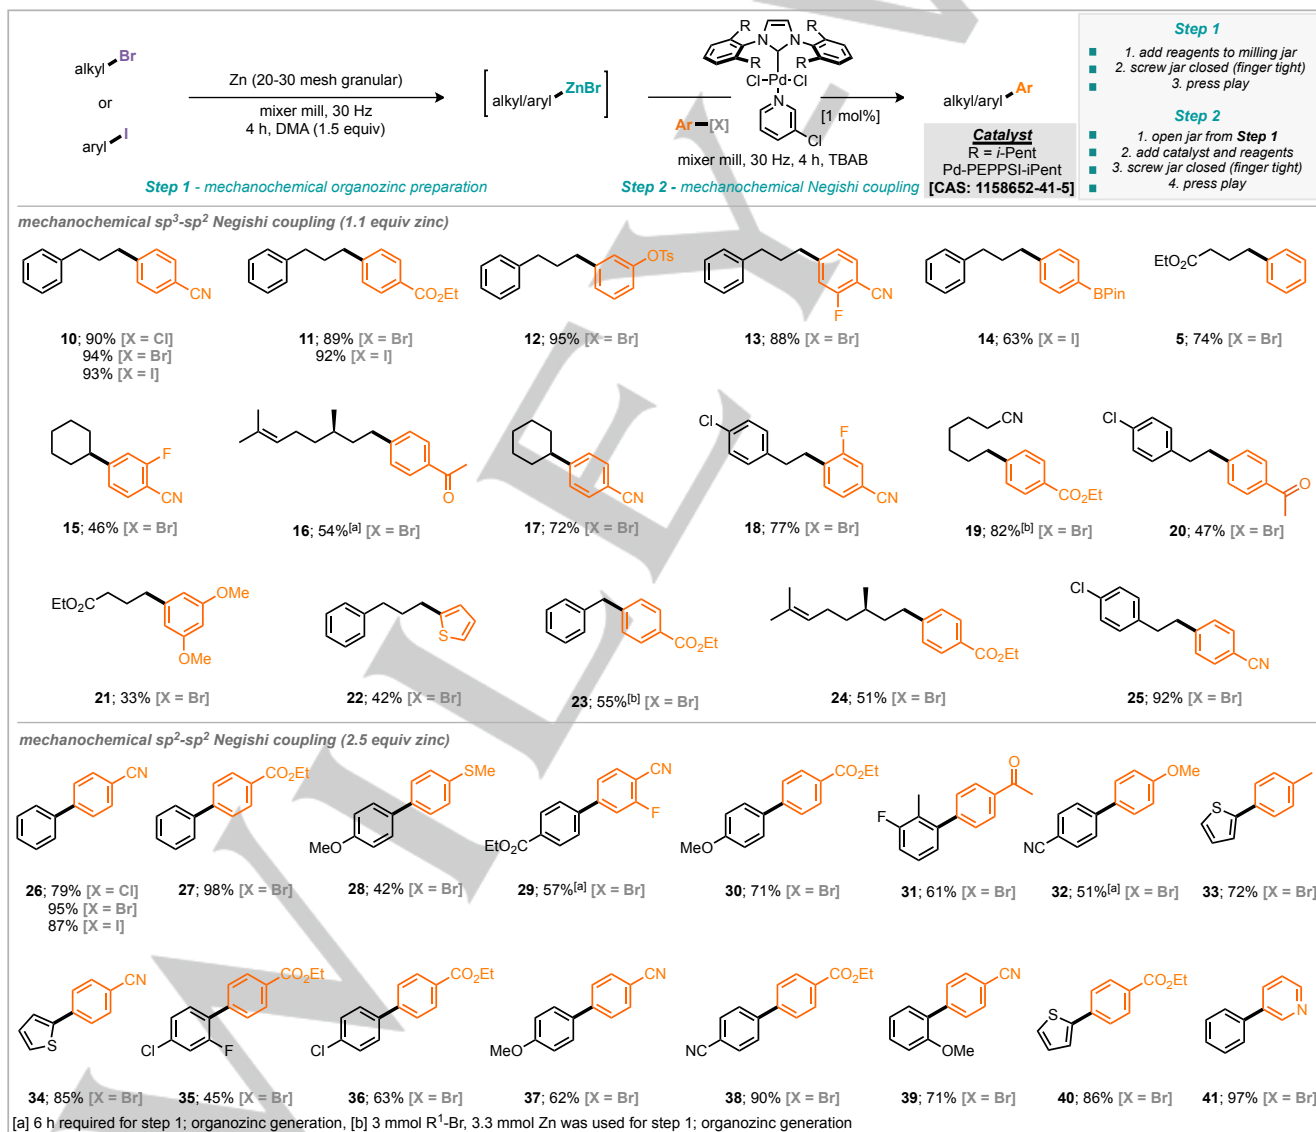 alkyl
Br
or
aryl
I
Zn (20-30 mesh granular)
mixer mill, 30 Hz
4 h, DMA (1.5 equiv)
alkyl/aryl
ZnBr
R
R
N
N
R
R
Cl
Pd
Cl
N
Cl
Ar
[X]
[1 mol%]
mixer mill, 30 Hz, 4 h, TBAB
alkyl/aryl
Ar
Catalyst
R = i-Pent
Pd-PEPPSI-iPent
[CAS: 1158652-41-5]
Step 1 - mechanochemical organozinc preparation
Step 2 - mechanochemical Negishi coupling
Step 1
1. add reagents to milling jar
2. screw jar closed (finger tight)
3. press play
Step 2
1. open jar from Step 1
2. add catalyst and reagents
3. screw jar closed (finger tight)
4. press play
mechanochemical sp³-sp² Negishi coupling (1.1 equiv zinc)
CN
10; 90% [X = Cl]
94% [X = Br]
93% [X = I]
CO₂Et
11; 89% [X = Br]
92% [X = I]
OTs
12; 95% [X = Br]
CN
F
13; 88% [X = Br]
BPin
14; 63% [X = I]
EtO₂C
5; 74% [X = Br]
F
CN
15; 46% [X = Br]
O
16; 54%[a] [X = Br]
CN
17; 72% [X = Br]
Cl
F
CN
18; 77% [X = Br]
CN
CO₂Et
19; 82%[b] [X = Br]
Cl
O
20; 47% [X = Br]
EtO₂C
OMe
OMe
21; 33% [X = Br]
S
22; 42% [X = Br]
CO₂Et
23; 55%[b] [X = Br]
CO₂Et
24; 51% [X = Br]
Cl
CN
25; 92% [X = Br]
mechanochemical sp²-sp² Negishi coupling (2.5 equiv zinc)
CN
26; 79% [X = Cl]
95% [X = Br]
87% [X = I]
CO₂Et
27; 98% [X = Br]
SMe
MeO
28; 42% [X = Br]
CN
F
EtO₂C
29; 57%[a] [X = Br]
CO₂Et
MeO
30; 71% [X = Br]
O
F
31; 61% [X = Br]
OMe
NC
32; 51%[a] [X = Br]
S
33; 72% [X = Br]
CN
S
34; 85% [X = Br]
CO₂Et
Cl
F
35; 45% [X = Br]
CO₂Et
Cl
36; 63% [X = Br]
CN
MeO
37; 62% [X = Br]
CO₂Et
NC
38; 90% [X = Br]
CN
OMe
39; 71% [X = Br]
CO₂Et
S
40; 86% [X = Br]
N
41; 97% [X = Br]
[a] 6 h required for step 1; organozinc generation, [b] 3 mmol R¹-Br, 3.3 mmol Zn was used for step 1; organozinc generation